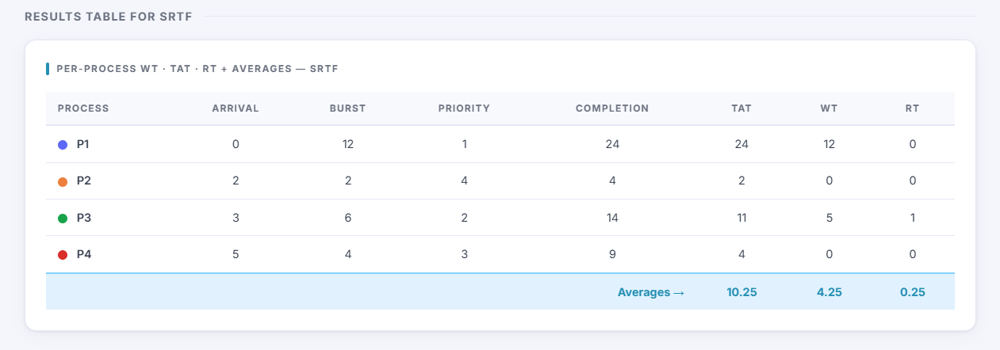 RESULTS TABLE FOR SRTF
PER-PROCESS WT · TAT · RT + AVERAGES — SRTF
PROCESS ARRIVAL BURST PRIORITY COMPLETION TAT WT RT
P1 0 12 1 24 24 12 0
P2 2 2 4 4 2 0 0
P3 3 6 2 14 11 5 1
P4 5 4 3 9 4 0 0
Averages → 10.25 4.25 0.25